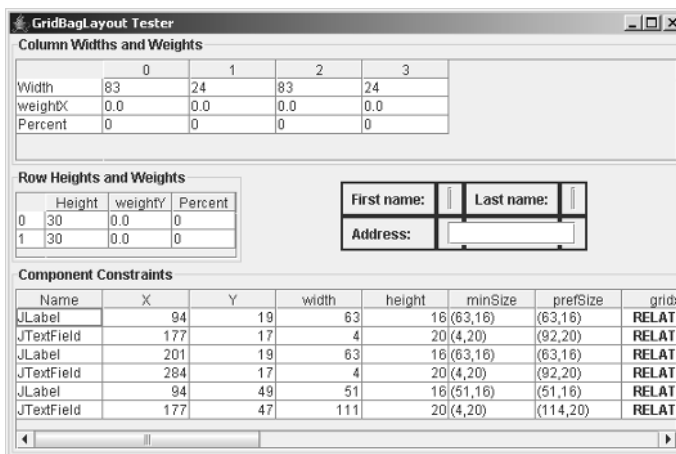 GridBagLayout Tester
Column Widths and Weights
0 1 2 3
Width 83 24 83 24
weightX 0.0 0.0 0.0 0.0
Percent 0 0 0 0
Row Heights and Weights
Height weightY Percent
0 30 0.0 0
1 30 0.0 0
First name: Last name:
Address:
Component Constraints
Name X Y width height minSize prefSize grid
JLabel 94 19 63 16 (63,16) (63,16) RELAT
JTextField 177 17 4 20 (4,20) (92,20) RELAT
JLabel 201 19 63 16 (63,16) (63,16) RELAT
JTextField 284 17 4 20 (4,20) (92,20) RELAT
JLabel 94 49 51 16 (51,16) (51,16) RELAT
JTextField 177 47 111 20 (4,20) (114,20) RELAT